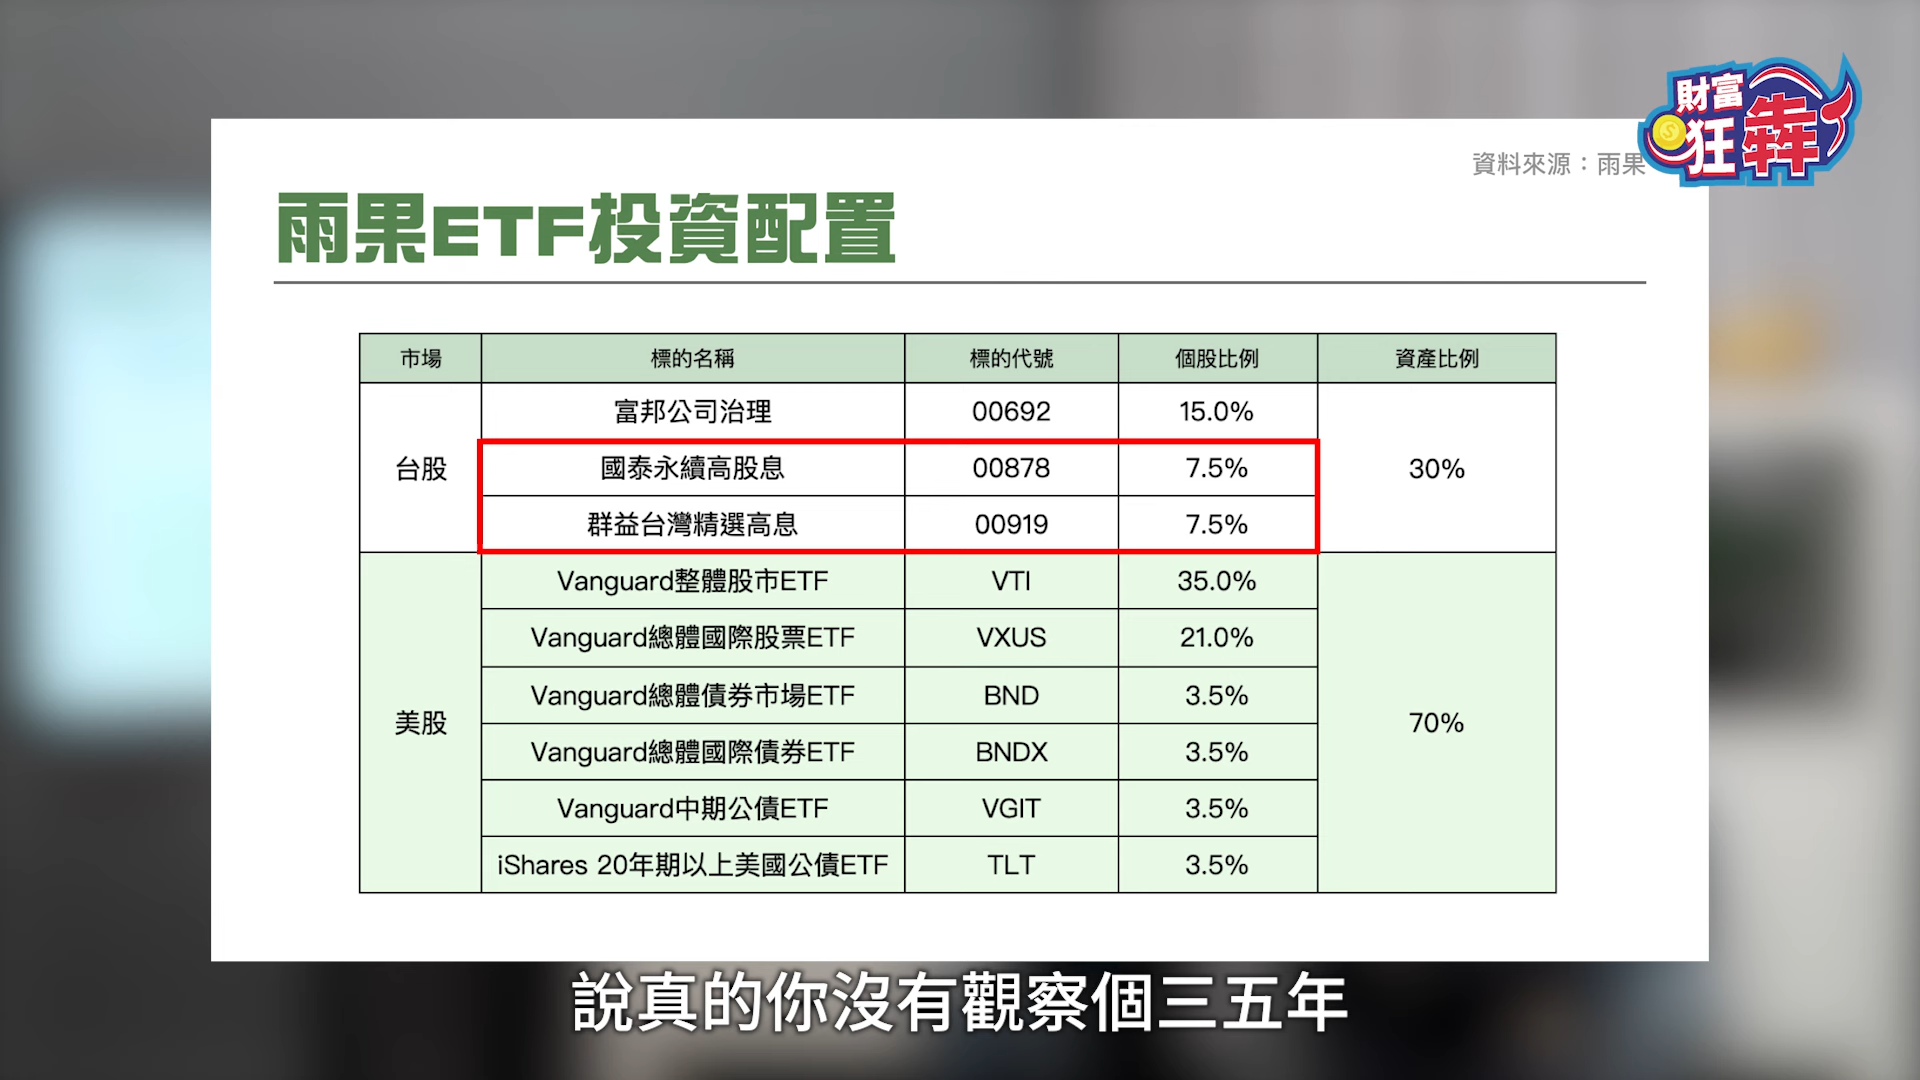 財富
狂犇
資料來源：雨果
雨果ETF投資配置
市場 標的名稱 標的代號 個股比例 資產比例
台股 30%
富邦公司治理 00692 15.0%
國泰永續高股息 00878 7.5%
群益台灣精選高息 00919 7.5%
美股 70%
Vanguard整體股市ETF VTI 35.0%
Vanguard總體國際股票ETF VXUS 21.0%
Vanguard總體債券市場ETF BND 3.5%
Vanguard總體國際債券ETF BNDX 3.5%
Vanguard中期公債ETF VGIT 3.5%
iShares 20年期以上美國公債ETF TLT 3.5%
說真的你沒有觀察個三五年